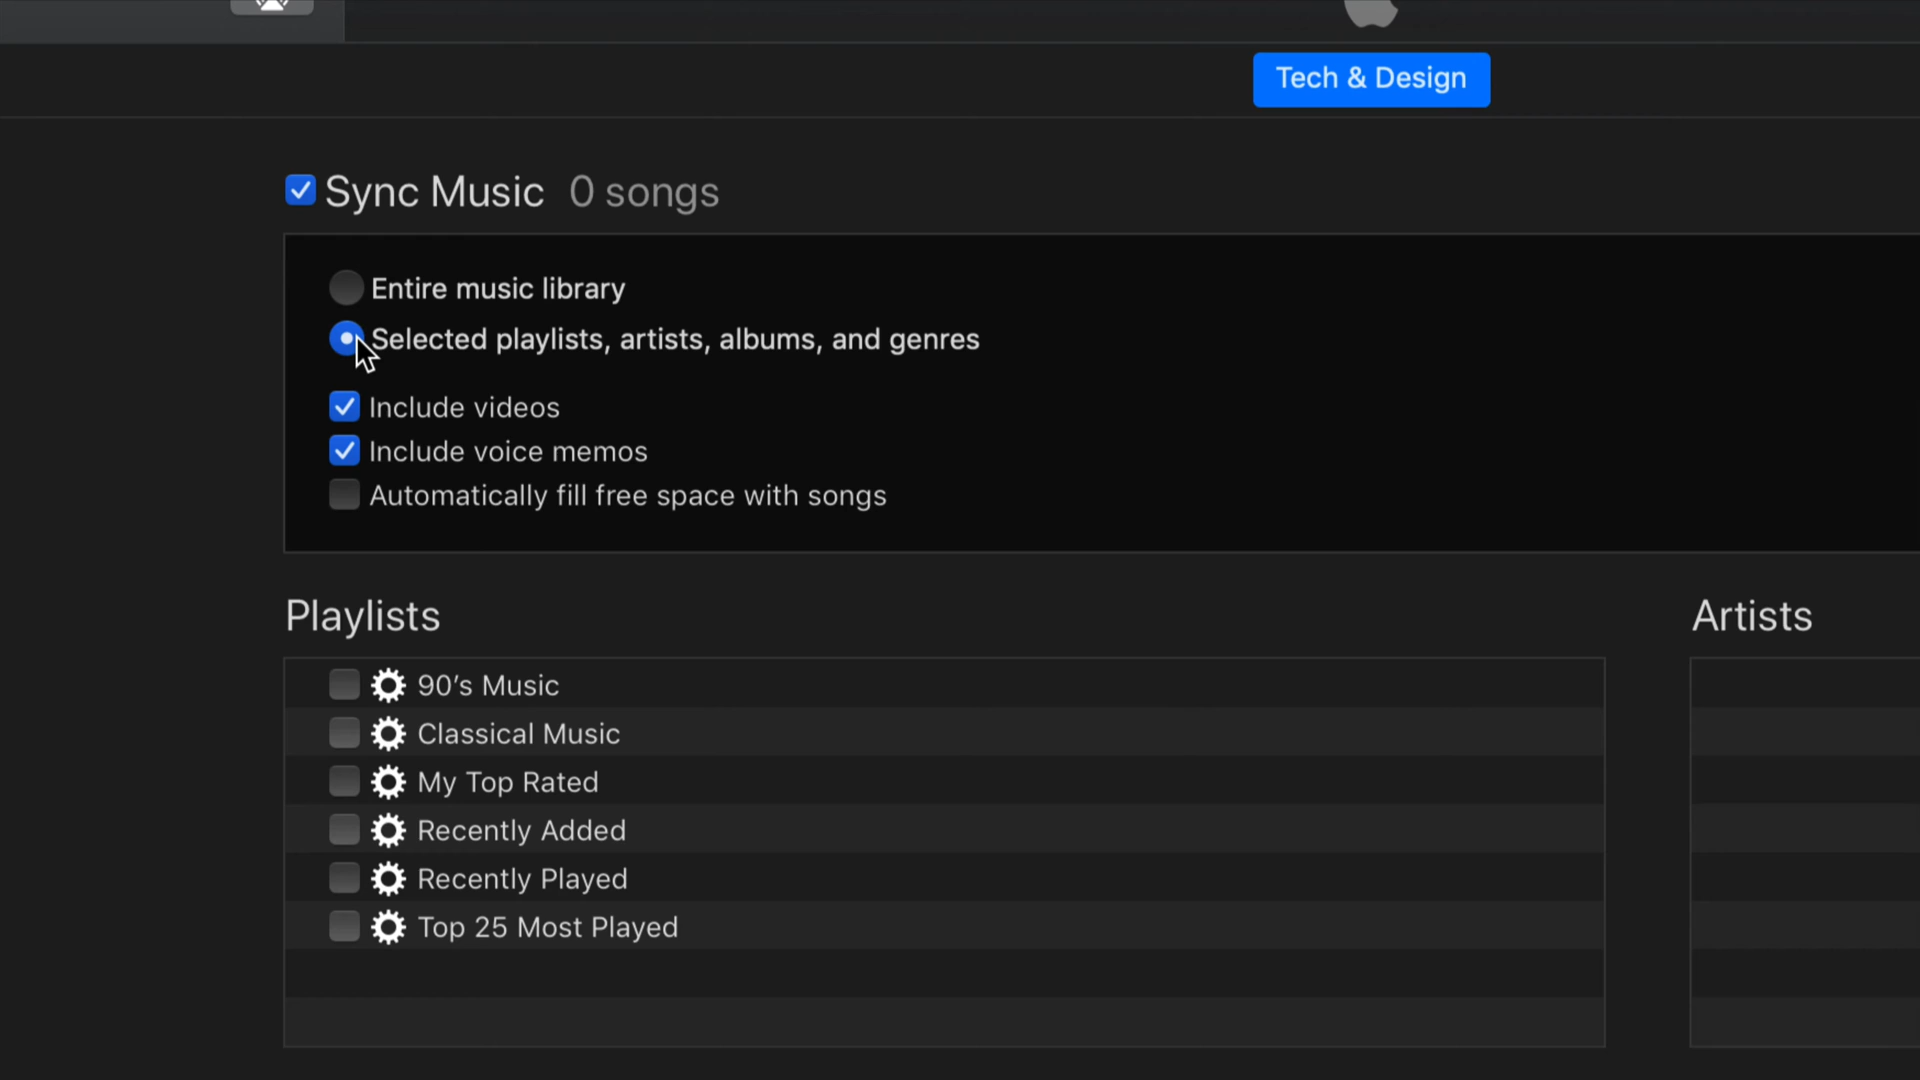 Tech & Design
Sync Music 0 songs
Entire music library
Selected playlists, artists, albums, and genres
Include videos
Include voice memos
Automatically fill free space with songs
Playlists
Artists
90’s Music
Classical Music
My Top Rated
Recently Added
Recently Played
Top 25 Most Played